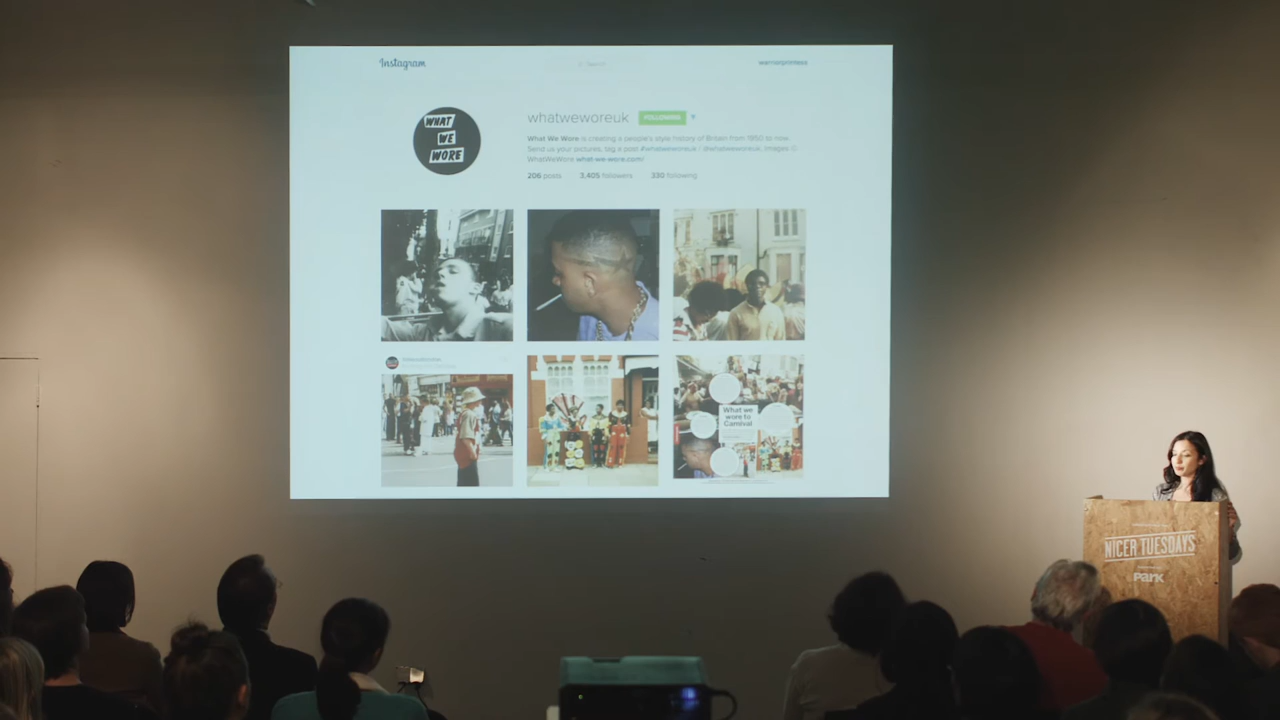 Instagram
Search
warriorprintess
WHAT
WE
WORE
whatweworeuk FOLLOWING
What We Wore is creating a people's style history of Britain from 1950 to now.
Send us your pictures, tag a post #whatweworeuk / @whatweworeuk. Images ©
WhatWeWore what-we-wore.com/
206 posts 3,405 followers 330 following
What we
wore to
Carnival
NICER TUESDAYS
PARK